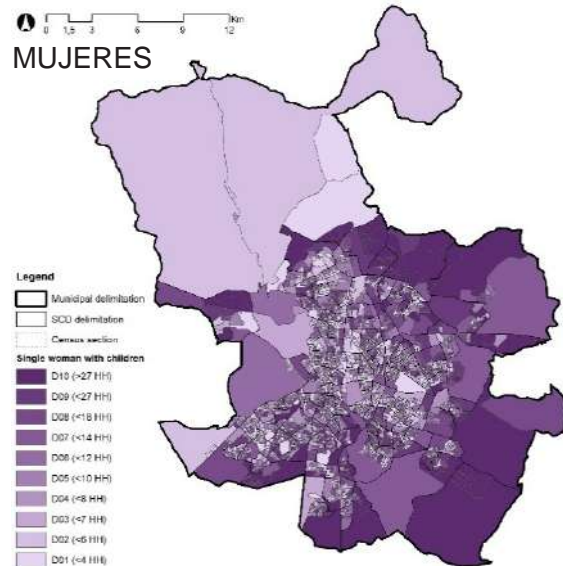 0 1,5 3 6 9 12 Km
MUJERES
Legend
Municipal delimitation
SCD delimitation
Census section
Single woman with children
D10 (>27 HH)
D09 (<27 HH)
D08 (<18 HH)
D07 (<14 HH)
D06 (<12 HH)
D05 (<10 HH)
D04 (<8 HH)
D03 (<7 HH)
D02 (<6 HH)
D01 (<4 HH)